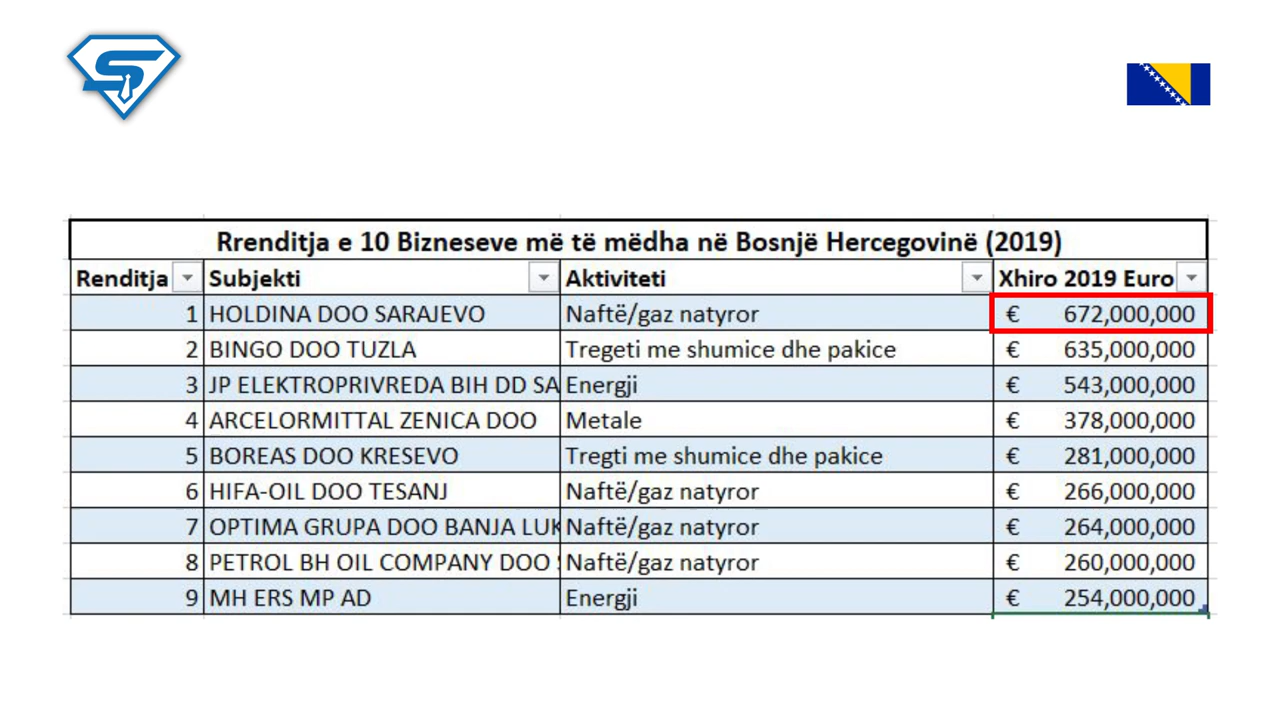 Rrenditja e 10 Bizneseve më të mëdha në Bosnjë Hercegovinë (2019)
Renditja Subjekti Aktiviteti Xhiro 2019 Euro
1 HOLDINA DOO SARAJEVO Naftë/gaz natyror € 672,000,000
2 BINGO DOO TUZLA Tregeti me shumice dhe pakice € 635,000,000
3 JP ELEKTROPRIVREDA BIH DD SA Energji € 543,000,000
4 ARCELORMITTAL ZENICA DOO Metale € 378,000,000
5 BOREAS DOO KRESEVO Tregti me shumice dhe pakice € 281,000,000
6 HIFA-OIL DOO TESANJ Naftë/gaz natyror € 266,000,000
7 OPTIMA GRUPA DOO BANJA LUK Naftë/gaz natyror € 264,000,000
8 PETROL BH OIL COMPANY DOO Naftë/gaz natyror € 260,000,000
9 MH ERS MP AD Energji € 254,000,000